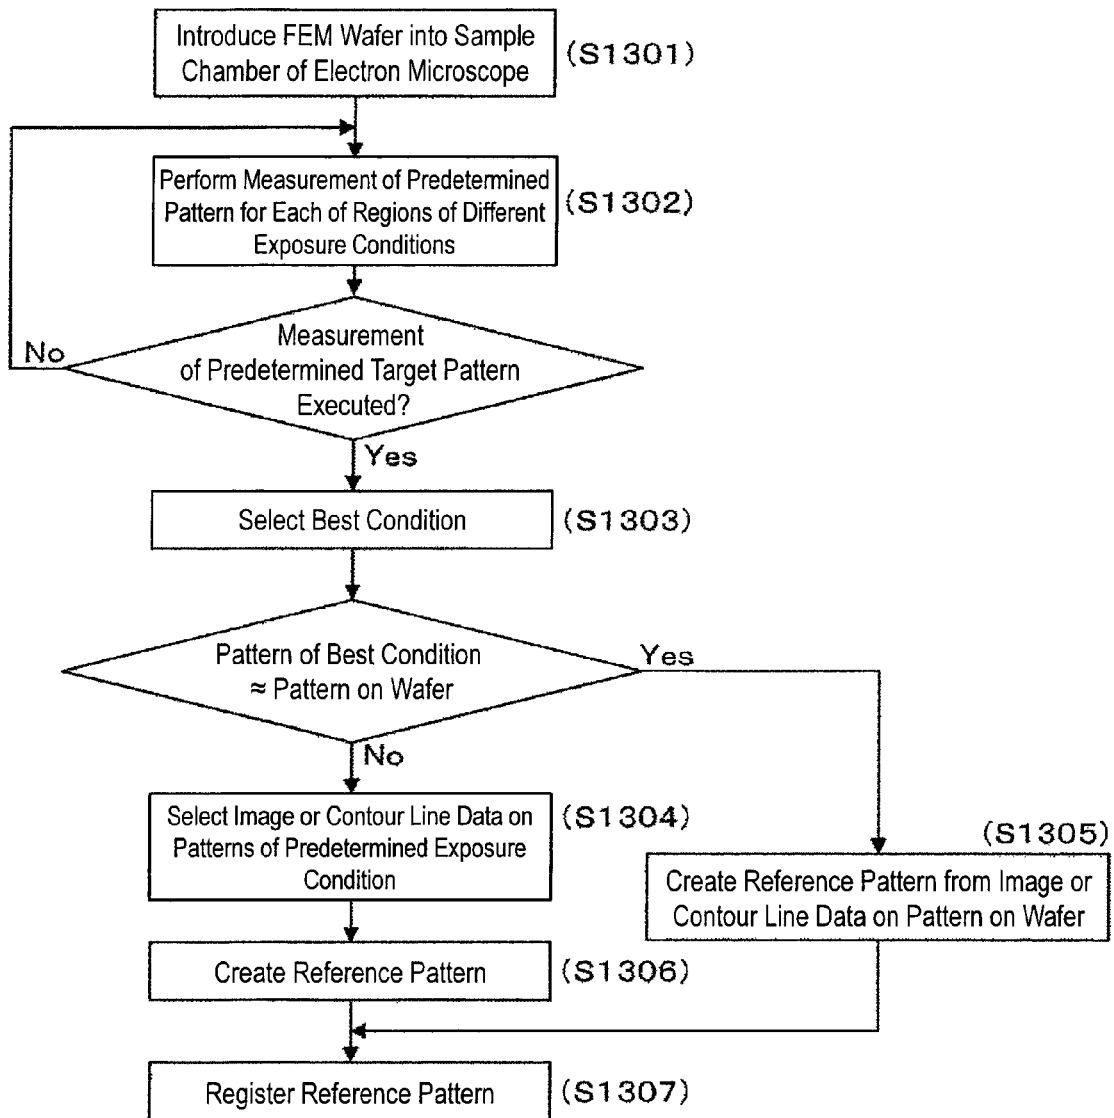 Introduce FEM Wafer into Sample
Chamber of Electron Microscope
(S1301)
Perform Measurement of Predetermined
Pattern for Each of Regions of Different
Exposure Conditions
(S1302)
Measurement
of Predetermined Target Pattern
Executed?
No
Yes
Select Best Condition
(S1303)
Pattern of Best Condition
≈ Pattern on Wafer
Yes
No
Select Image or Contour Line Data on
Patterns of Predetermined Exposure
Condition
(S1304)
(S1305)
Create Reference Pattern from Image or
Contour Line Data on Pattern on Wafer
Create Reference Pattern
(S1306)
Register Reference Pattern
(S1307)